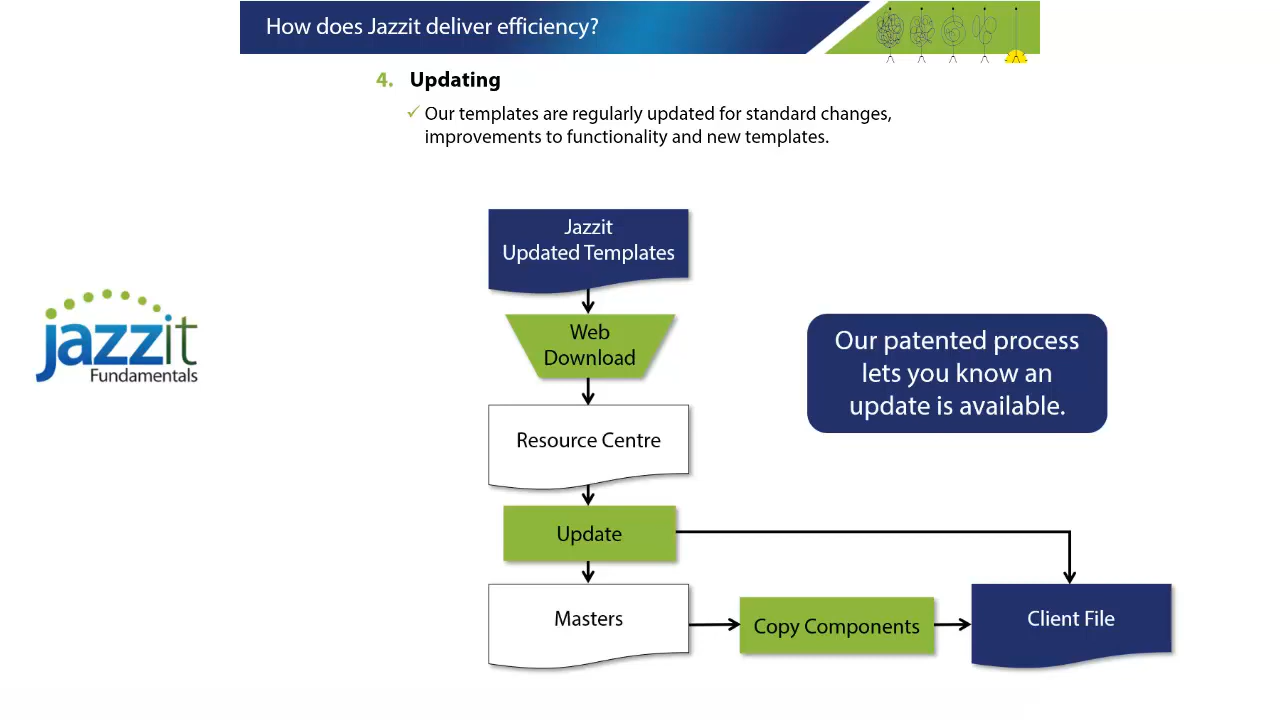 How does Jazzit deliver efficiency?
4. Updating
✓ Our templates are regularly updated for standard changes,
improvements to functionality and new templates.
Jazzit
Updated Templates
Web
Download
jazzit
Fundamentals
Our patented process
lets you know an
update is available.
Resource Centre
Update
Masters
Copy Components
Client File